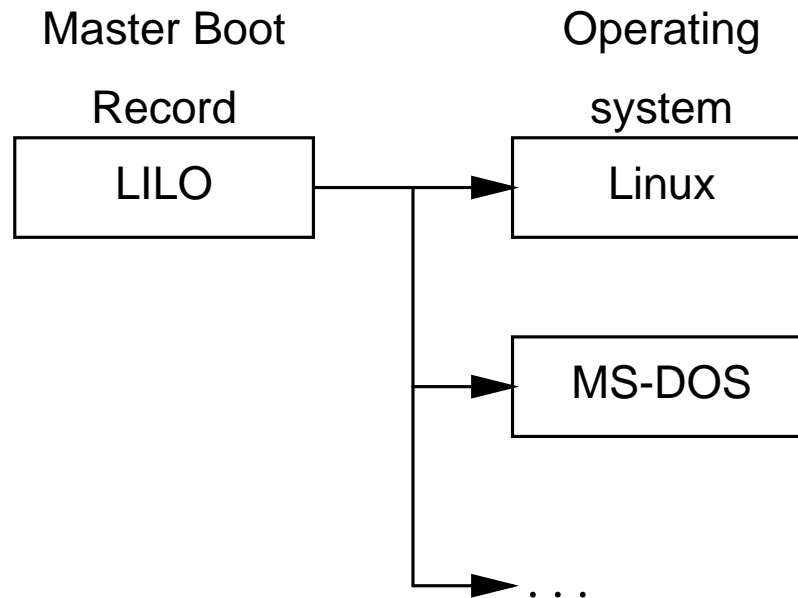 Master Boot
Record
Operating
system
LILO
Linux
MS-DOS
. . .